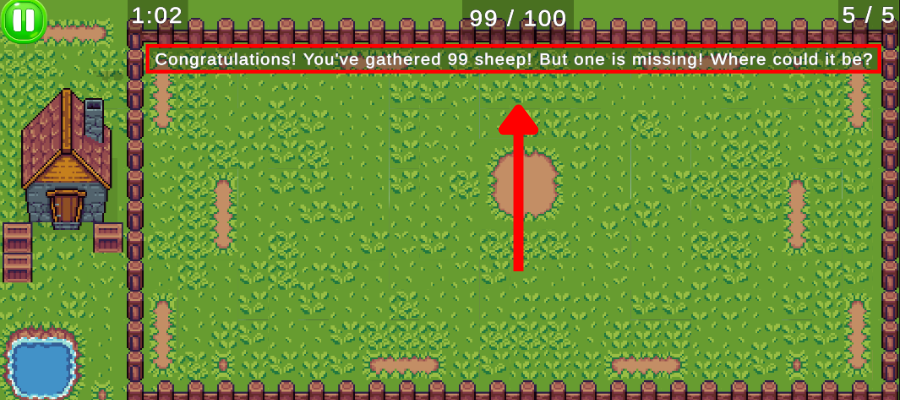 1:02
99 / 100
5 / 5
Congratulations! You've gathered 99 sheep! But one is missing! Where could it be?